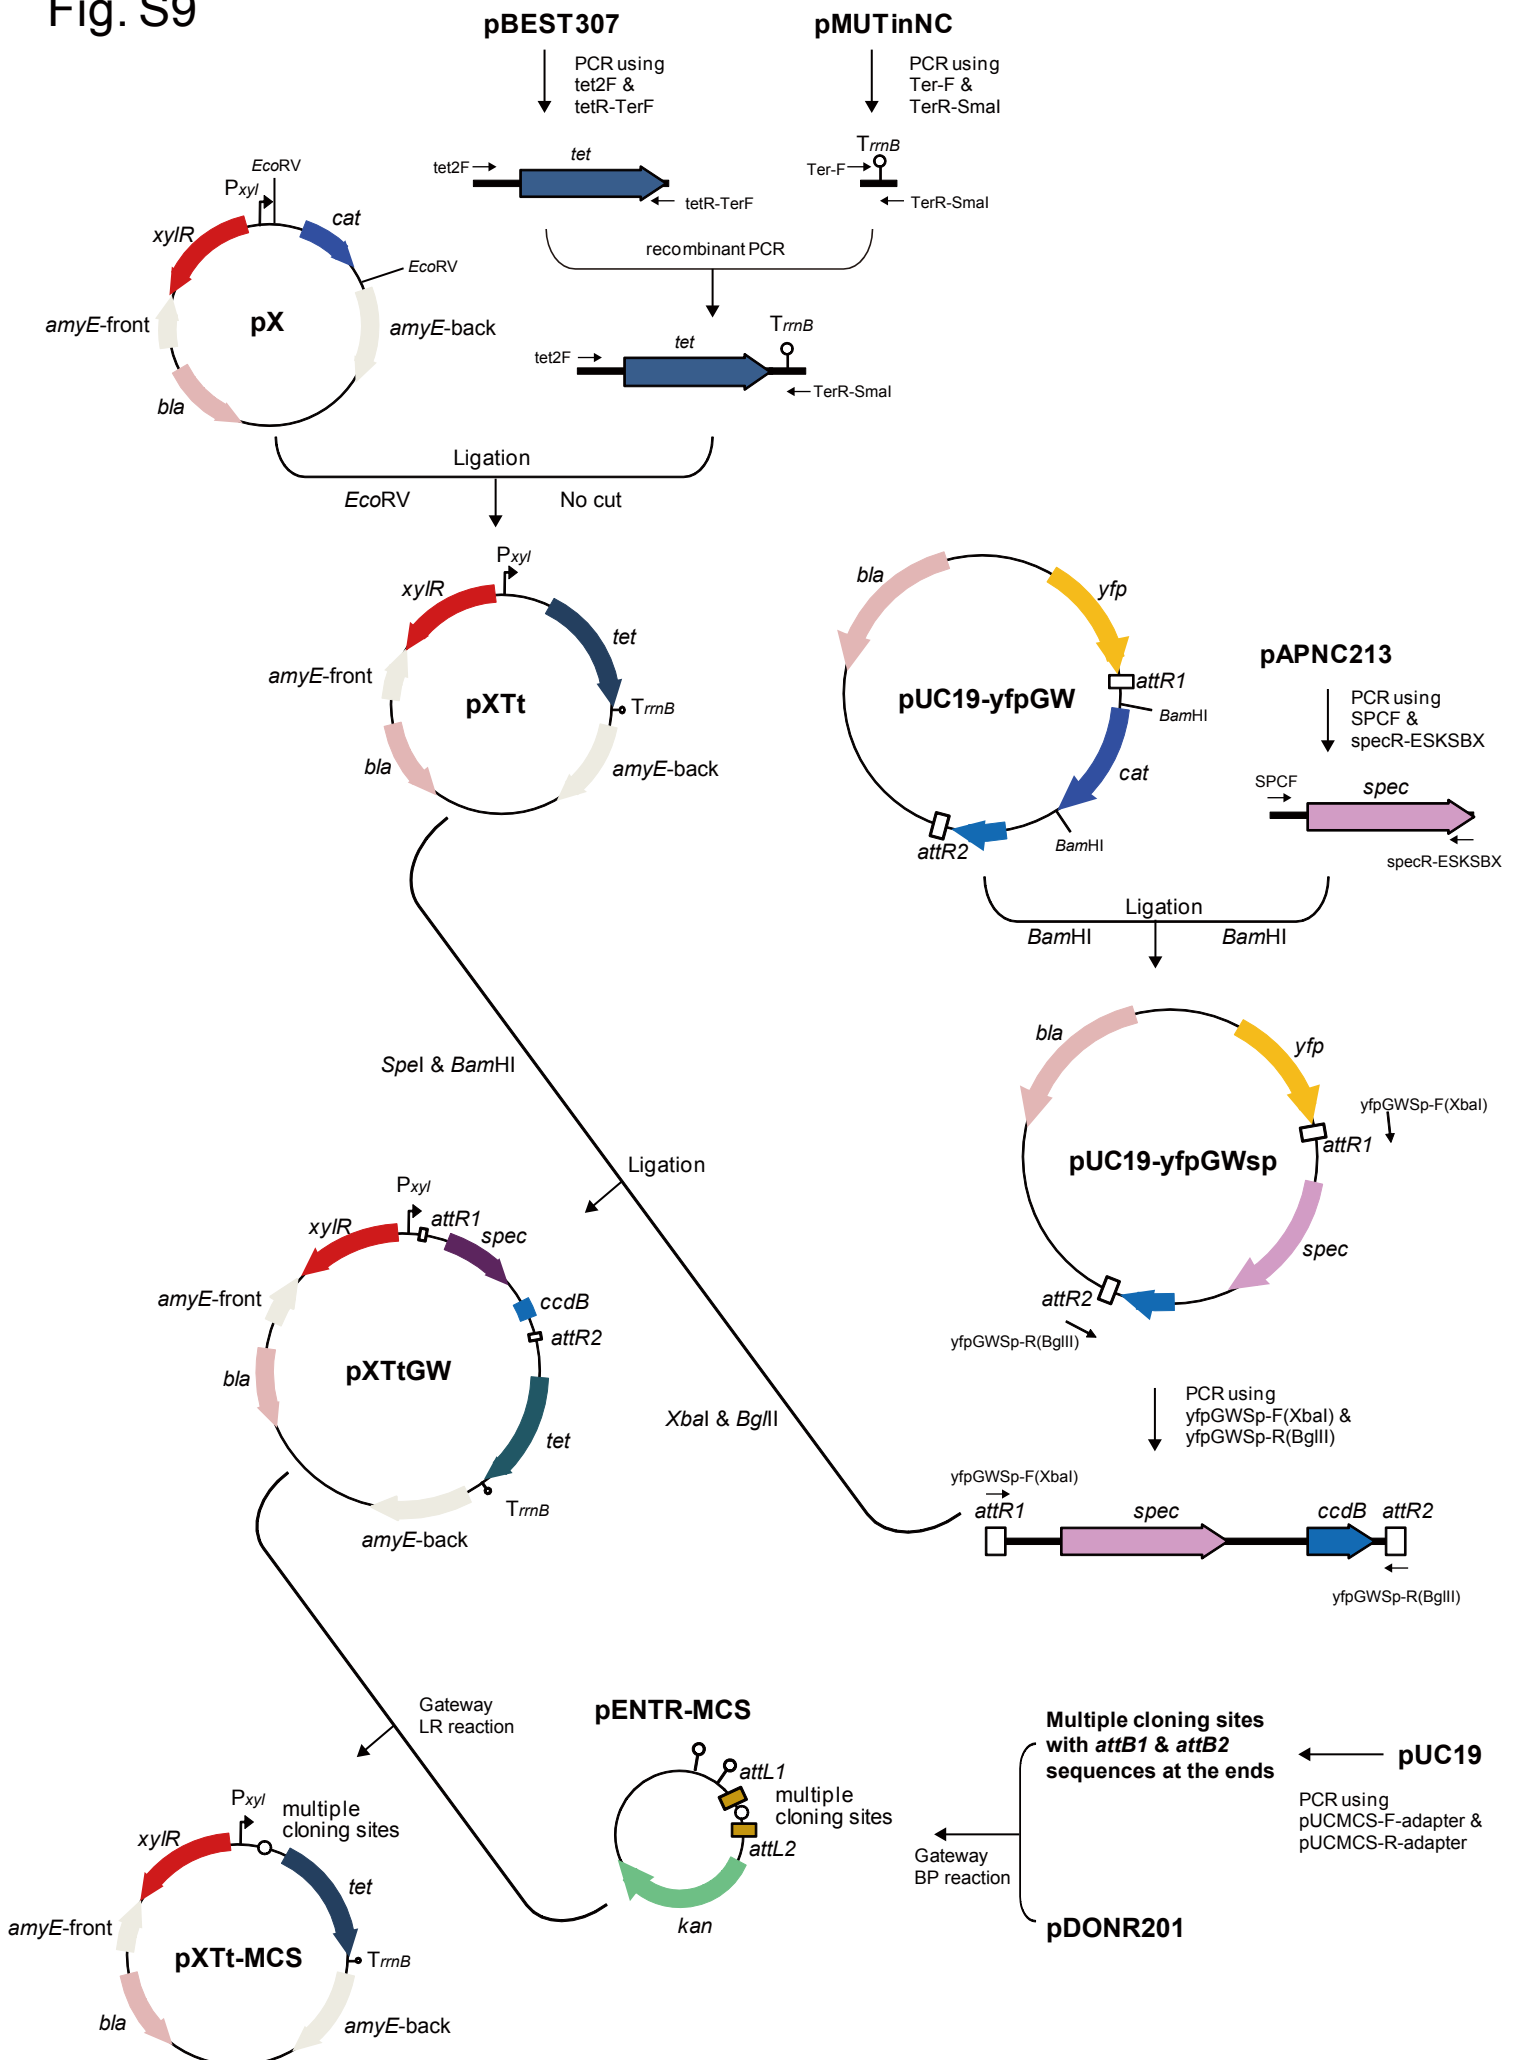 Fig. S9
pBEST307
pMUTinNC
PCR using
tet2F &
tetR-TerF
PCR using
Ter-F &
TerR-SmaI
tet2F
tet
tetR-TerF
TrrnB
Ter-F
TerR-SmaI
recombinant PCR
EcoRV
Pxyl
cat
xylR
EcoRV
amyE-front
pX
amyE-back
bla
TrrnB
tet
tet2F
TerR-SmaI
Ligation
EcoRV
No cut
Pxyl
xylR
tet
amyE-front
pXTt
TrrnB
bla
amyE-back
bla
yfp
pUC19-yfpGW
attR1
BamHI
cat
attR2
BamHI
pAPNC213
PCR using
SPCF &
specR-ESKSBX
SPCF
spec
specR-ESKSBX
Ligation
BamHI
BamHI
bla
yfp
yfpGWSp-F(XbaI)
attR1
pUC19-yfpGWsp
spec
attR2
yfpGWSp-R(BglII)
SpeI & BamHI
Ligation
XbaI & BglII
Pxyl
attR1
xylR
spec
amyE-front
ccdB
attR2
pXTtGW
bla
tet
TrrnB
amyE-back
PCR using
yfpGWSp-F(XbaI) &
yfpGWSp-R(BglII)
yfpGWSp-F(XbaI)
attR1
spec
ccdB
attR2
yfpGWSp-R(BglII)
Gateway
LR reaction
pENTR-MCS
attL1
multiple
cloning sites
attL2
kan
Multiple cloning sites
with attB1 & attB2
sequences at the ends
pUC19
PCR using
pUCMCS-F-adapter &
pUCMCS-R-adapter
Gateway
BP reaction
pDONR201
Pxyl
multiple
cloning sites
xylR
tet
amyE-front
pXTt-MCS
TrrnB
bla
amyE-back